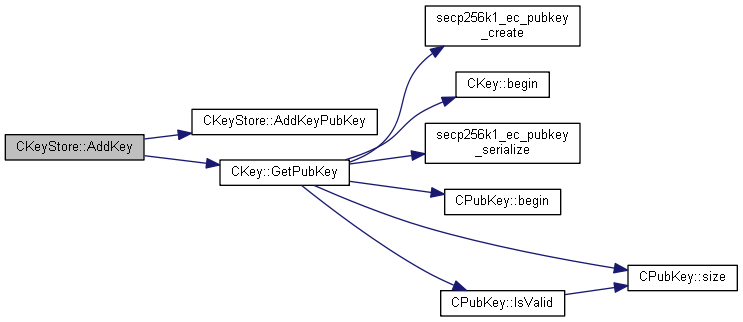 secp256k1_ec_pubkey
_create
CKey::begin
CKeyStore::AddKeyPubKey
secp256k1_ec_pubkey
_serialize
CKeyStore::AddKey
CKey::GetPubKey
CPubKey::begin
CPubKey::size
CPubKey::IsValid